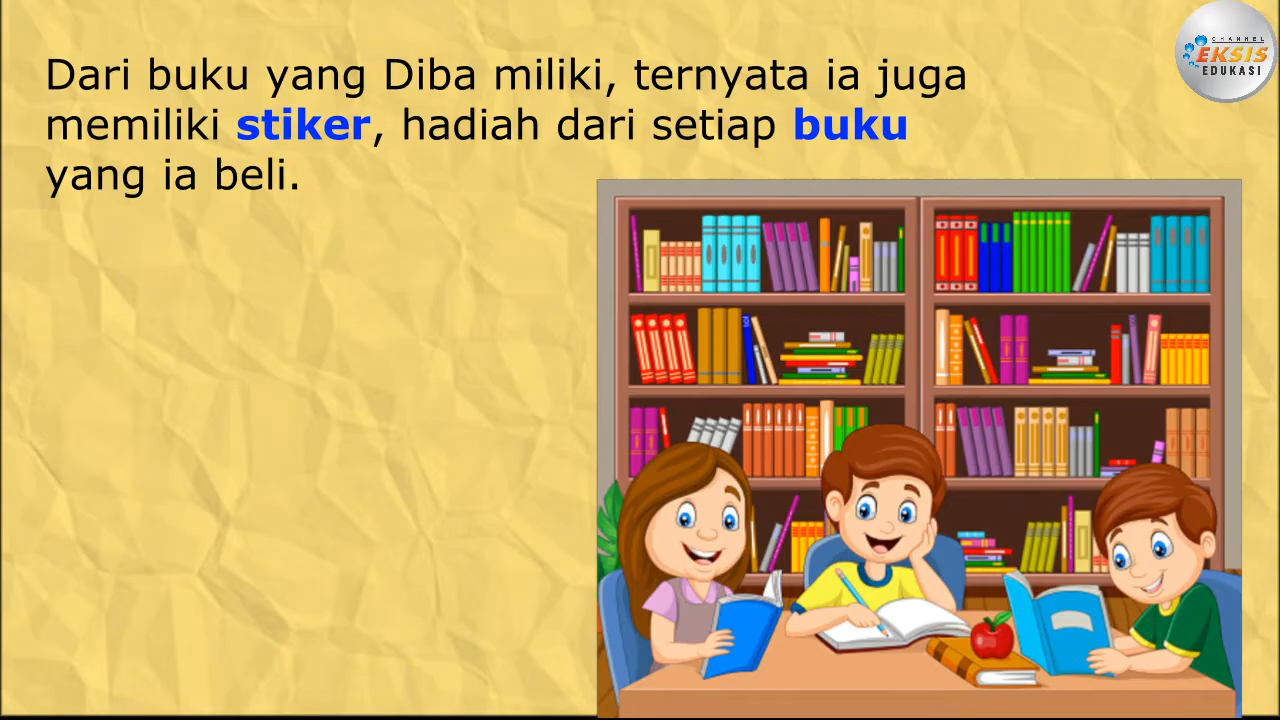 Dari buku yang Diba miliki, ternyata ia juga
memiliki stiker, hadiah dari setiap buku
yang ia beli.
CHANNEL
EKSIS
EDUKASI